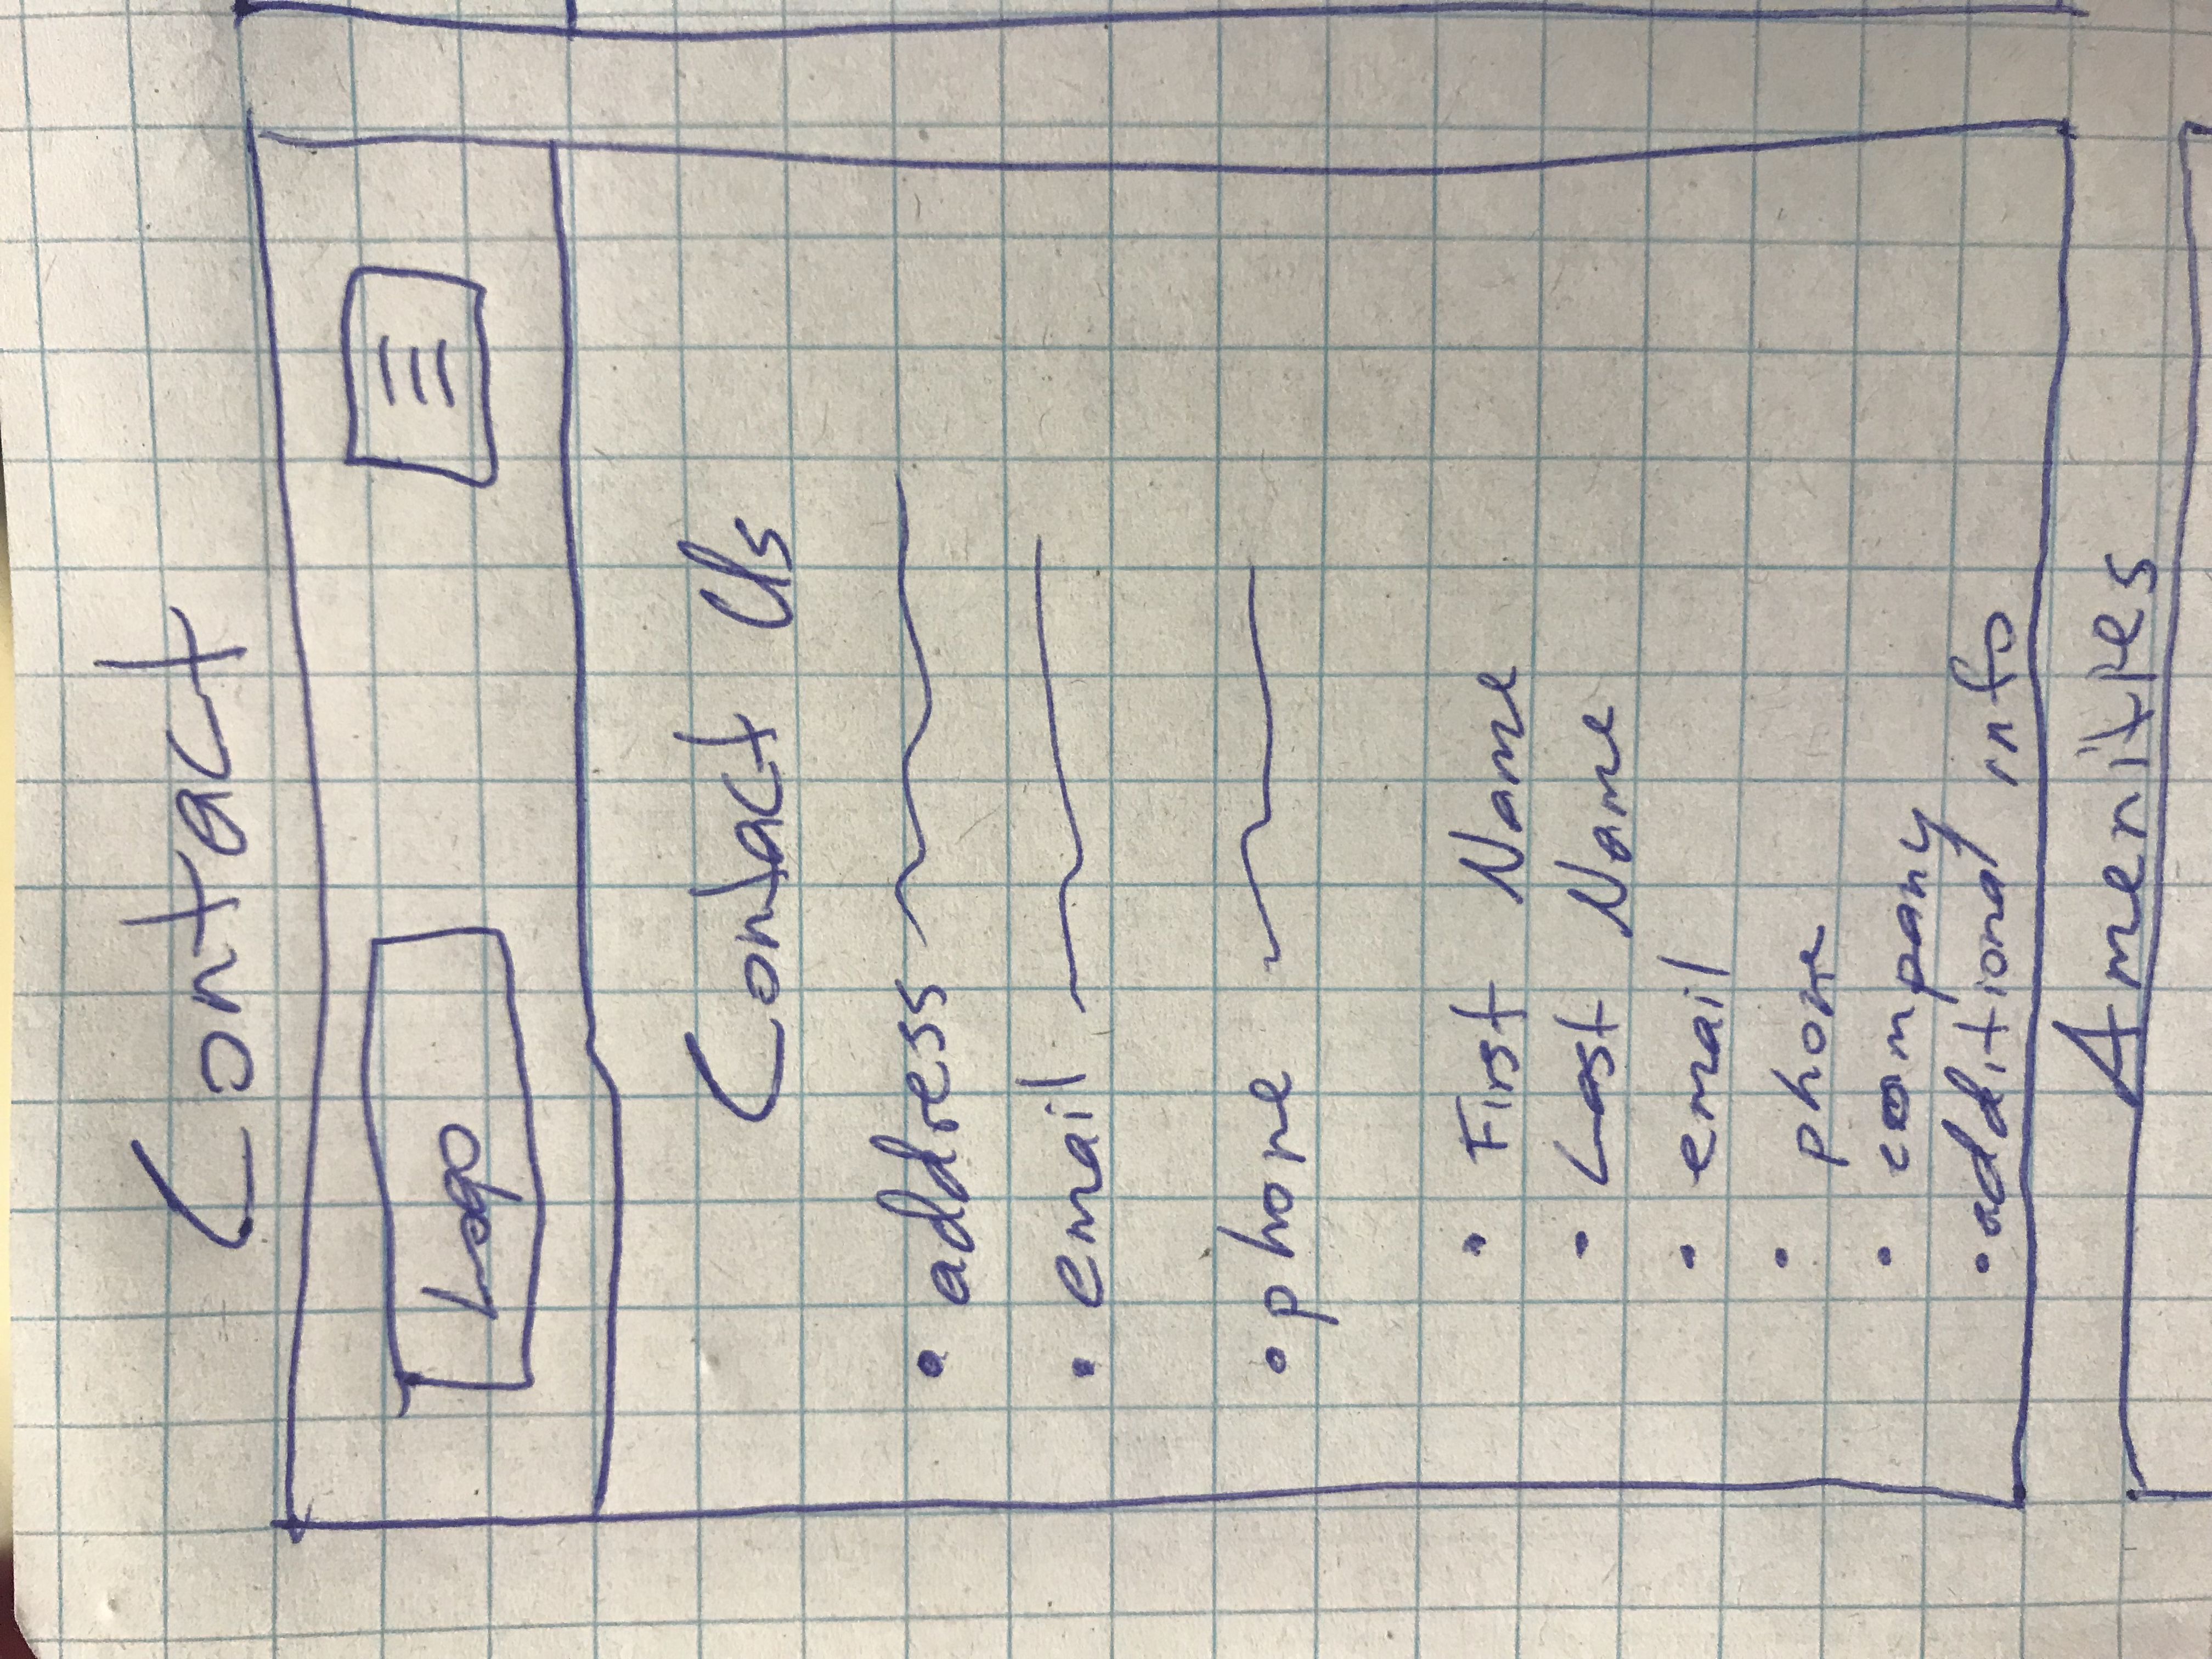 Contact
Logo
Contact Us
• address
• email
• phone
• First Name
• Last Name
• email
• phone
• company
• additional info
Amenities